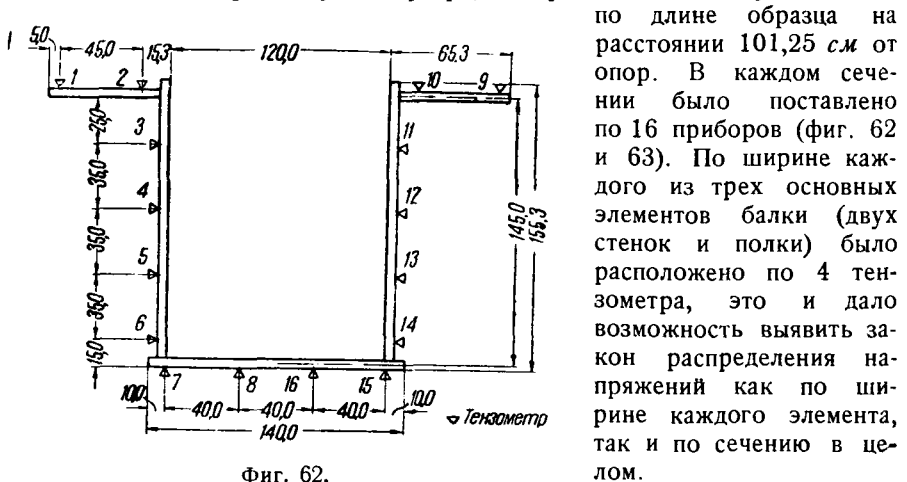 5,0
45,0
15,3
120,0
65,3
1
2
10
9
25,0
3
11
35,0
4
12
35,0
5
13
145,0
155,3
35,0
6
14
15,0
7
8
16
15
10,0
40,0
40,0
40,0
10,0
140,0
Тензометр
Фиг. 62.
по длине образца на
расстоянии 101,25 см от
опор. В каждом сече-
нии было поставлено
по 16 приборов (фиг. 62
и 63). По ширине каж-
дого из трех основных
элементов балки (двух
стенок и полки) было
расположено по 4 тен-
зометра, это и дало
возможность выявить за-
кон распределения на-
пряжений как по ши-
рине каждого элемента,
так и по сечению в це-
лом.